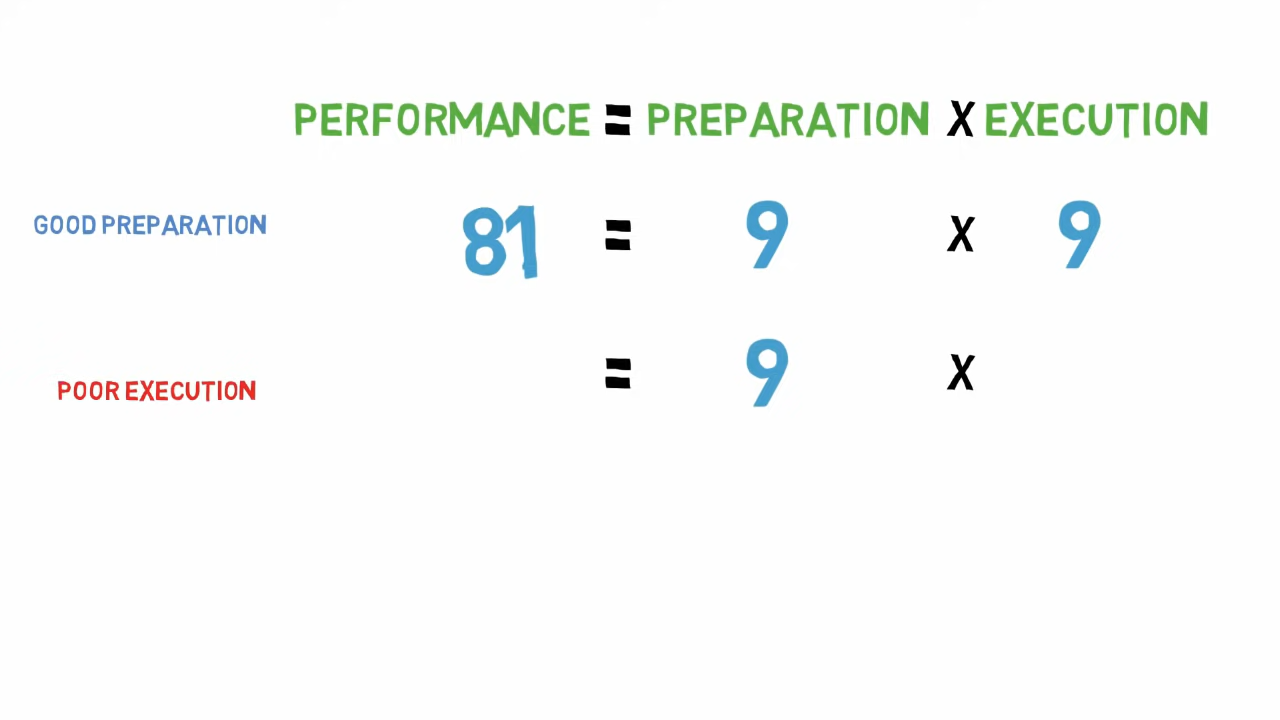 PERFORMANCE = PREPARATION X EXECUTION
GOOD PREPARATION 81 = 9 X 9
POOR EXECUTION = 9 X